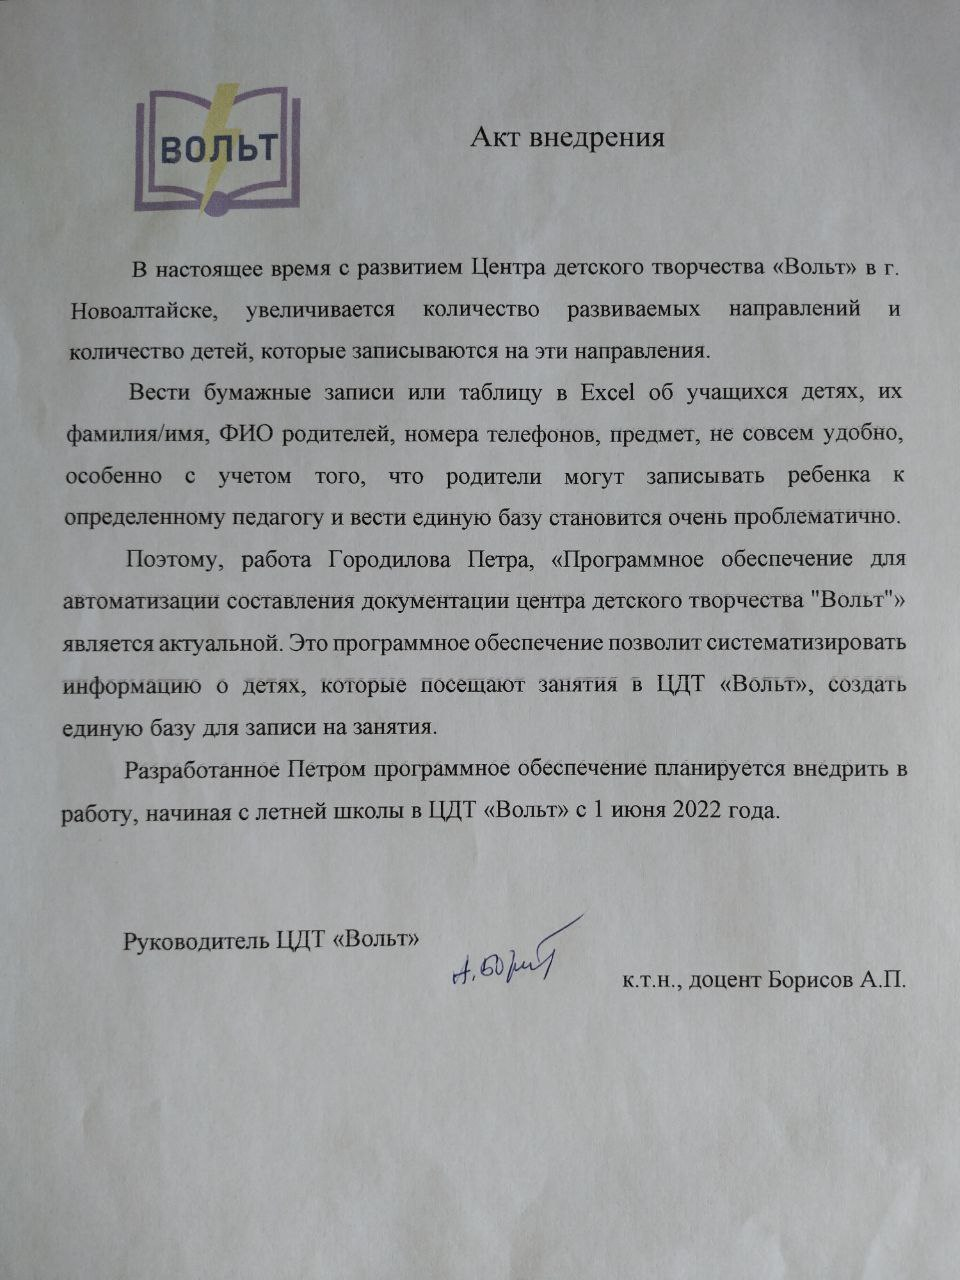 ВОЛЬТ
Акт внедрения
В настоящее время с развитием Центра детского творчества «Вольт» в г.
Новоалтайске, увеличивается количество развиваемых направлений и
количество детей, которые записываются на эти направления.
Вести бумажные записи или таблицу в Excel об учащихся детях, их
фамилия/имя, ФИО родителей, номера телефонов, предмет, не совсем удобно,
особенно с учетом того, что родители могут записывать ребенка к
определенному педагогу и вести единую базу становится очень проблематично.
Поэтому, работа Городилова Петра, «Программное обеспечение для
автоматизации составления документации центра детского творчества "Вольт"»
является актуальной. Это программное обеспечение позволит систематизировать
информацию о детях, которые посещают занятия в ЦДТ «Вольт», создать
единую базу для записи на занятия.
Разработанное Петром программное обеспечение планируется внедрить в
работу, начиная с летней школы в ЦДТ «Вольт» с 1 июня 2022 года.
Руководитель ЦДТ «Вольт»
к.т.н., доцент Борисов А.П.